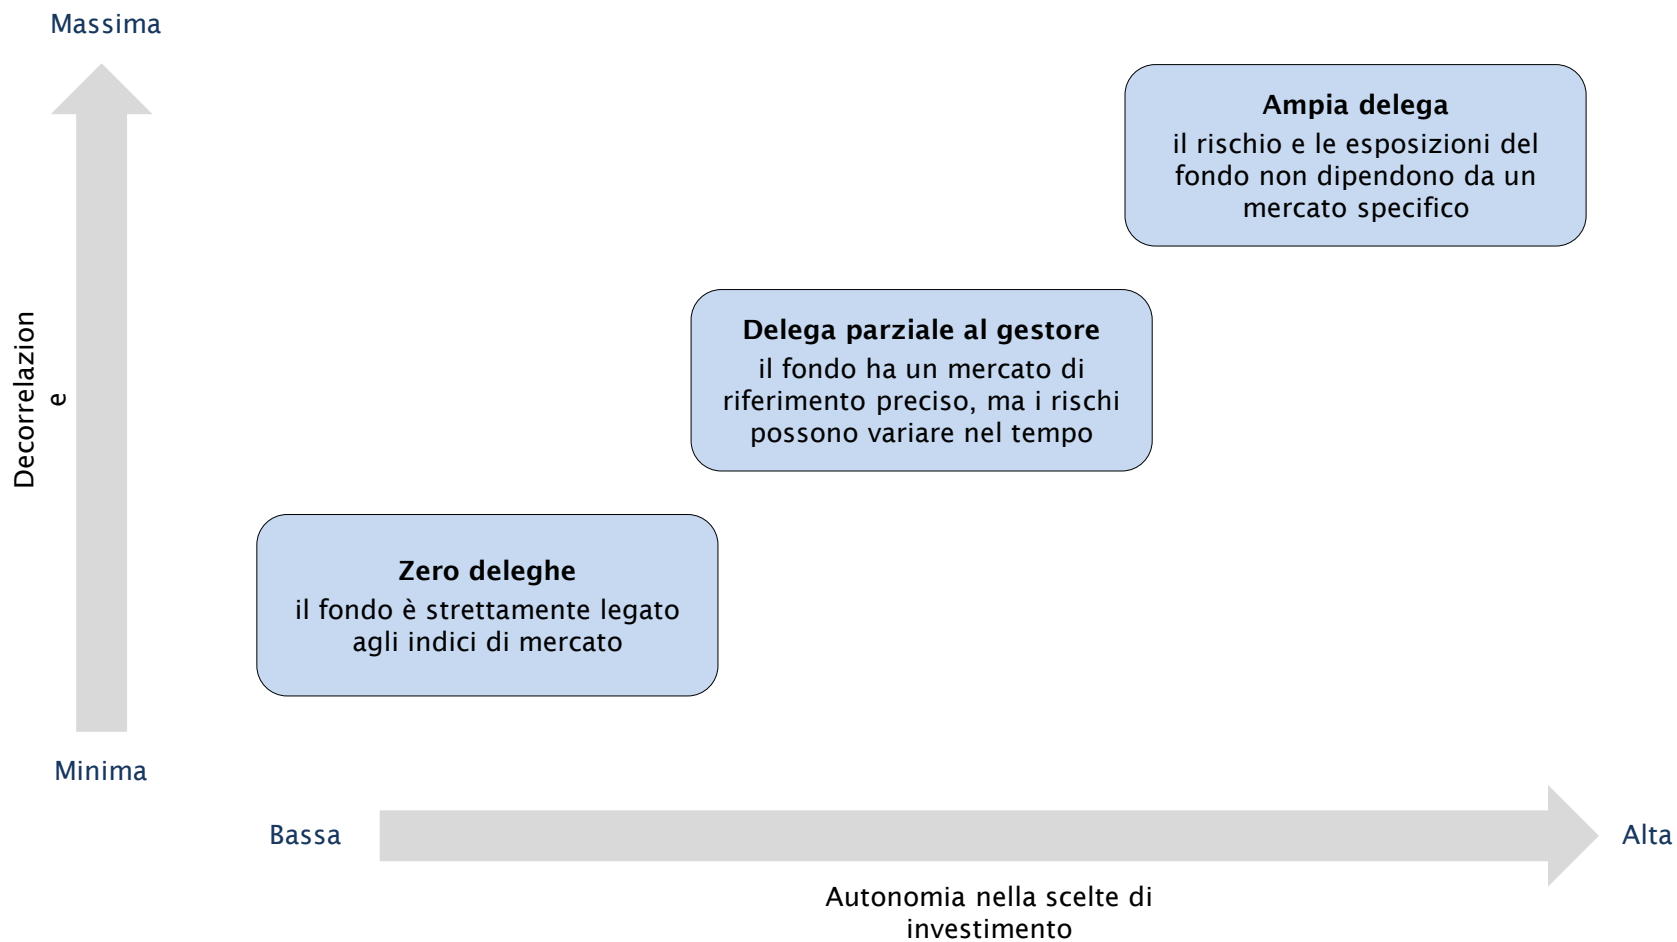 Massima
Ampia delega
il rischio e le esposizioni del
fondo non dipendono da un
mercato specifico
Delega parziale al gestore
il fondo ha un mercato di
riferimento preciso, ma i rischi
possono variare nel tempo
Decorrelazion
e
Zero deleghe
il fondo è strettamente legato
agli indici di mercato
Minima
Bassa
Alta
Autonomia nella scelte di
investimento